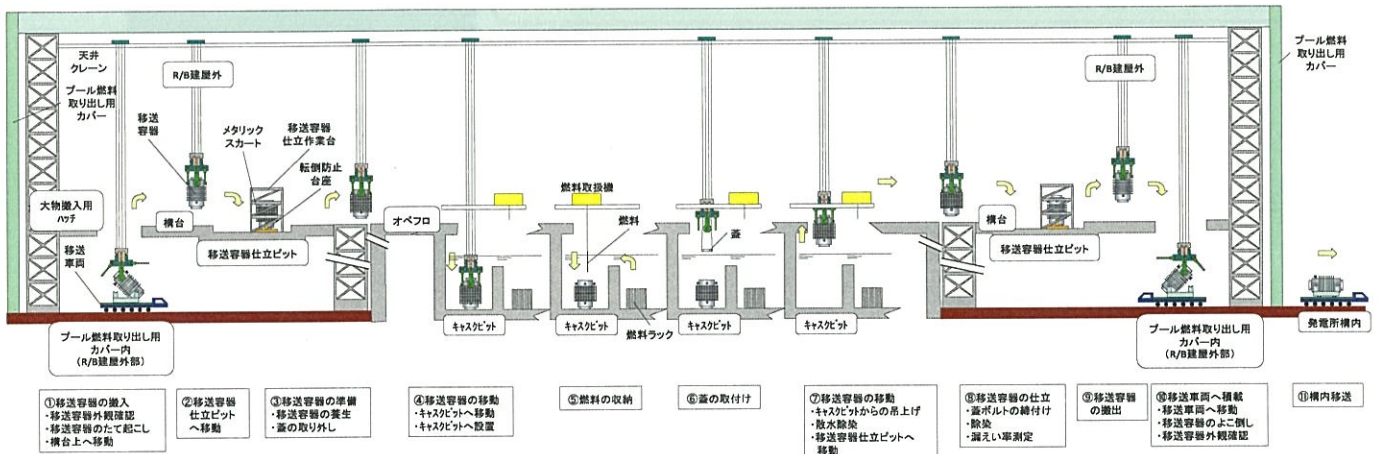 天井
クレーン
プール燃料
取り出し用
カバー
R/B建屋外
移送
容器
メタリック
スカート
移送容器
仕立作業台
転倒防止
台座
大物搬入用
ハッチ
構台
移送容器仕立ピット
移送
車両
オペフロ
燃料取扱機
燃料
蓋
キャスクピット
キャスクピット
燃料ラック
キャスクピット
キャスクピット
構台
移送容器仕立ピット
R/B建屋外
プール燃料
取り出し用
カバー
発電所構内
プール燃料取り出し用
カバー内
(R/B建屋外部)
プール燃料取り出し用
カバー内
(R/B建屋外部)
①移送容器の搬入
・移送容器外観確認
・移送容器のたて起こし
・構台上へ移動
②移送容器
仕立ピット
へ移動
③移送容器の準備
・移送容器の養生
・蓋の取り外し
④移送容器の移動
・キャスクピットへ移動
・キャスクピットへ設置
⑤燃料の収納
⑥蓋の取付け
⑦移送容器の移動
・キャスクピットからの吊上げ
・散水除染
・移送容器仕立ピットへ
移動
⑧移送容器の仕立
・蓋ボルトの締付け
・除染
・漏えい率測定
⑨移送容器
の搬出
⑩移送車両へ積載
・移送車両へ移動
・移送容器のよこ倒し
・移送容器外観確認
⑪構内移送